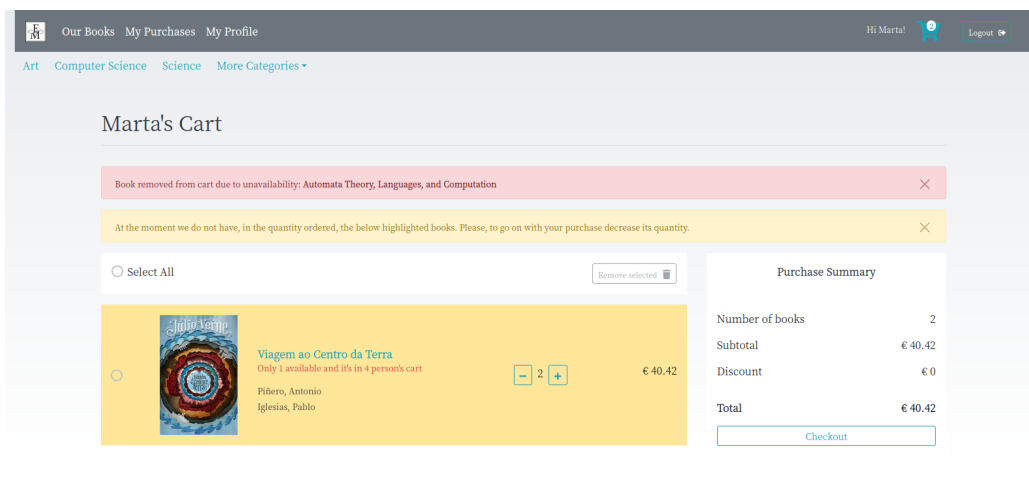 FM
Our Books My Purchases My Profile
Hi Marta!
2
Logout
Art Computer Science Science More Categories
Marta's Cart
Book removed from cart due to unavailability: Automata Theory, Languages, and Computation
At the moment we do not have, in the quantity ordered, the below highlighted books. Please, to go on with your purchase decrease its quantity.
Select All
Remove selected
Júlio Verne
Viagem ao Centro da Terra
Only 1 available and it's in 4 person's cart
Piñero, Antonio
Iglesias, Pablo
− 2 +
€ 40.42
Purchase Summary
Number of books 2
Subtotal € 40.42
Discount € 0
Total € 40.42
Checkout